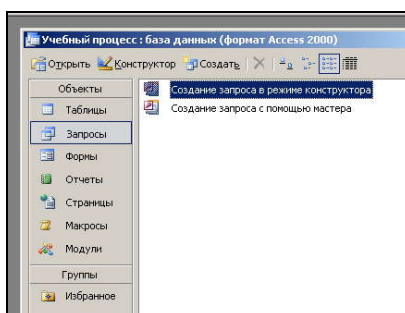 Учебный процесс : база данных (формат Access 2000)
Открыть Конструктор Создать
Объекты
Таблицы
Запросы
Формы
Отчеты
Страницы
Макросы
Модули
Группы
Избранное
Создание запроса в режиме конструктора
Создание запроса с помощью мастера